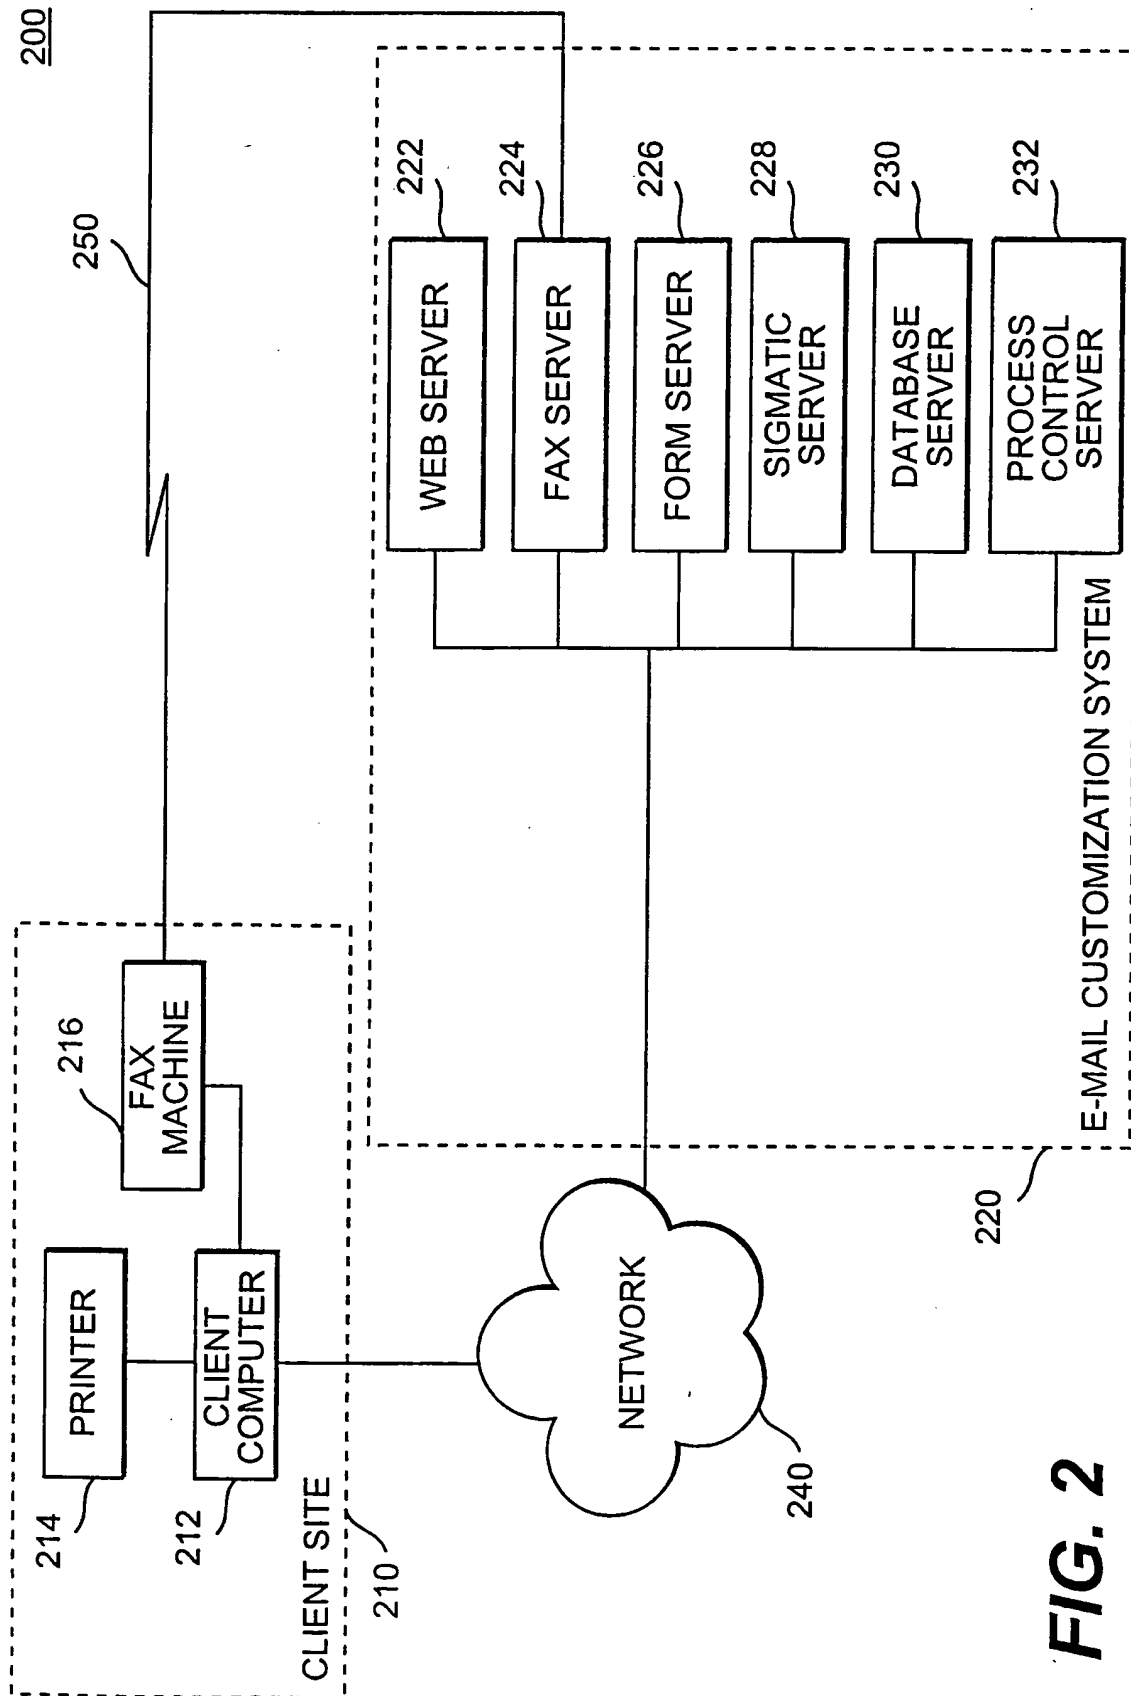 200
250
214
PRINTER
212
CLIENT
COMPUTER
216
FAX
MACHINE
CLIENT SITE
210
NETWORK
240
222
WEB SERVER
224
FAX SERVER
226
FORM SERVER
228
SIGMATIC
SERVER
230
DATABASE
SERVER
232
PROCESS
CONTROL
SERVER
E-MAIL CUSTOMIZATION SYSTEM
220
FIG. 2